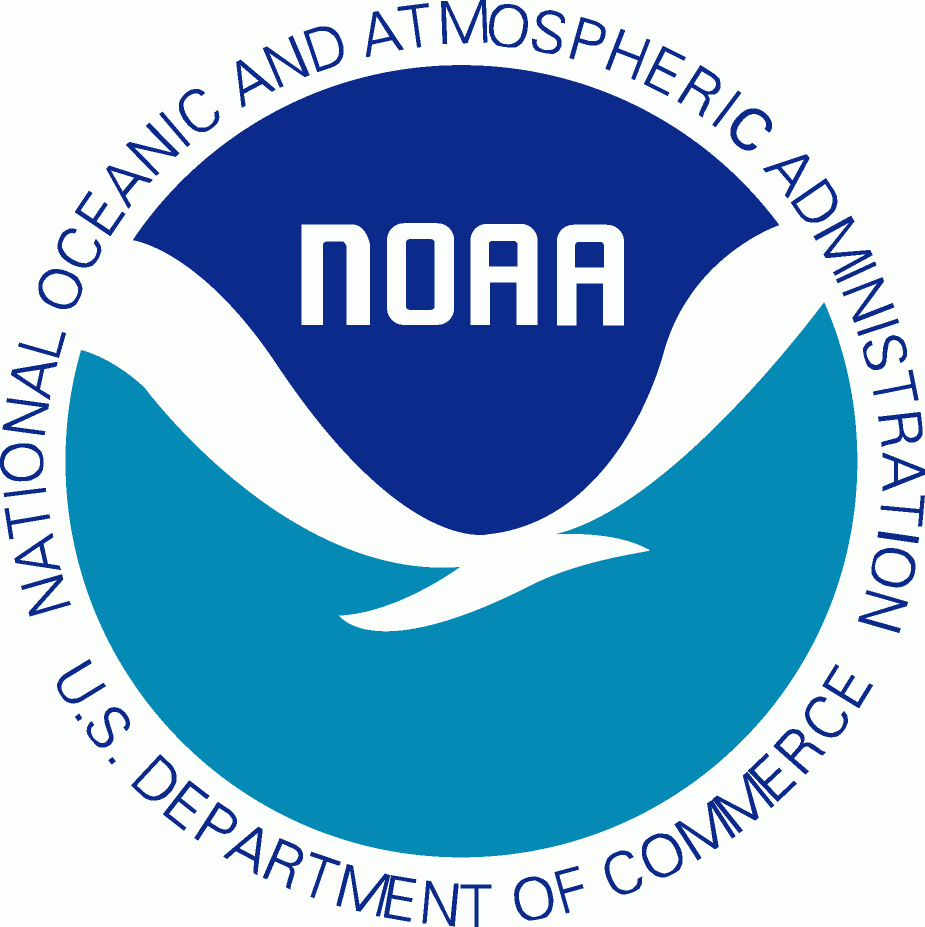 NATIONAL OCEANIC AND ATMOSPHERIC ADMINISTRATION
NOAA
U.S. DEPARTMENT OF COMMERCE